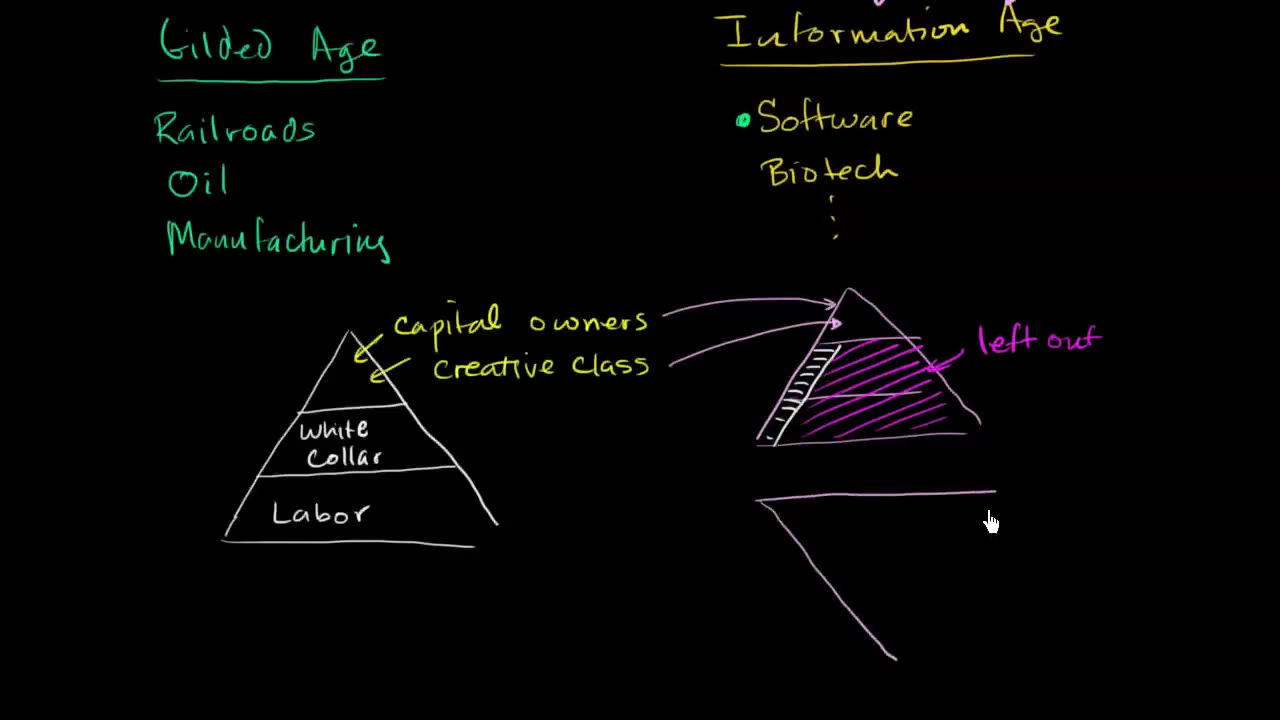 Gilded Age
Railroads
Oil
Manufacturing
Information Age
Software
Biotech
capital owners
creative class
White
Collar
Labor
left out